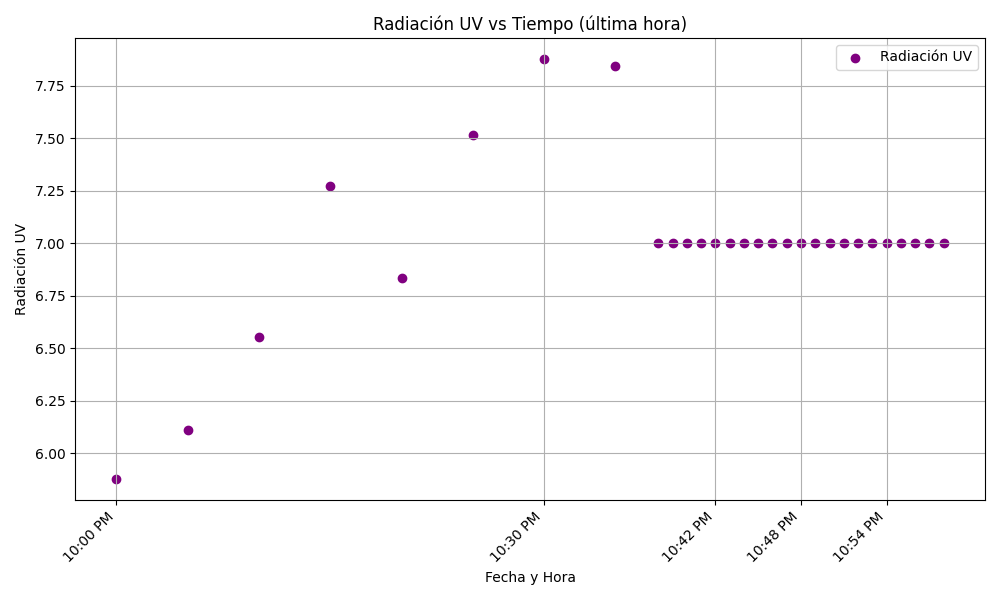 Radiación UV vs Tiempo (última hora)
Radiación UV
7.75
7.50
7.25
7.00
6.75
6.50
6.25
6.00
Radiación UV
10:00 PM
10:30 PM
10:42 PM
10:48 PM
10:54 PM
Fecha y Hora